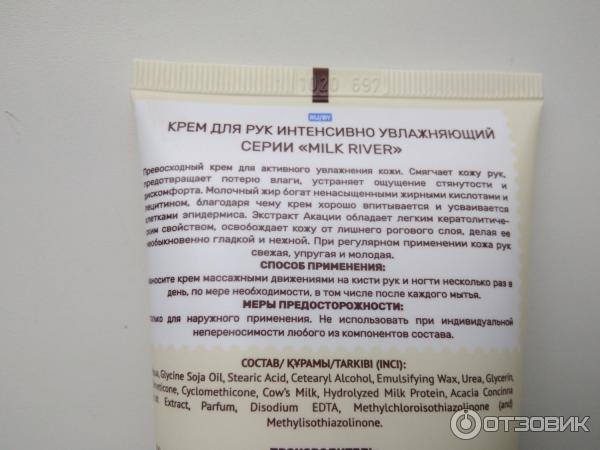 1020 697
RU/BY
КРЕМ ДЛЯ РУК ИНТЕНСИВНО УВЛАЖНЯЮЩИЙ
СЕРИИ «MILK RIVER»
Превосходный крем для активного увлажнения кожи. Смягчает кожу рук,
предотвращает потерю влаги, устраняет ощущение стянутости и
дискомфорта. Молочный жир богат ненасыщенными жирными кислотами и
лецитином, благодаря чему крем хорошо впитывается и усваивается
клетками эпидермиса. Экстракт Акации обладает легким кератолитиче-
ским свойством, освобождает кожу от лишнего рогового слоя, делая ее
необыкновенно гладкой и нежной. При регулярном применении кожа рук
свежая, упругая и молодая.
СПОСОБ ПРИМЕНЕНИЯ:
Наносите крем массажными движениями на кисти рук и ногти несколько раз в
день, по мере необходимости, в том числе после каждого мытья.
МЕРЫ ПРЕДОСТОРОЖНОСТИ:
Только для наружного применения. Не использовать при индивидуальной
непереносимости любого из компонентов состава.
СОСТАВ/ ҚҰРАМЫ/TARKIBI (INCI):
Glycine Soja Oil, Stearic Acid, Cetearyl Alcohol, Emulsifying Wax, Urea, Glycerin,
Cyclomethicone, Cow's Milk, Hydrolyzed Milk Protein, Acacia Concinna
Extract, Parfum, Disodium EDTA, Methylchloroisothiazolinone (and)
Methylisothiazolinone.
ОТЗОВИК